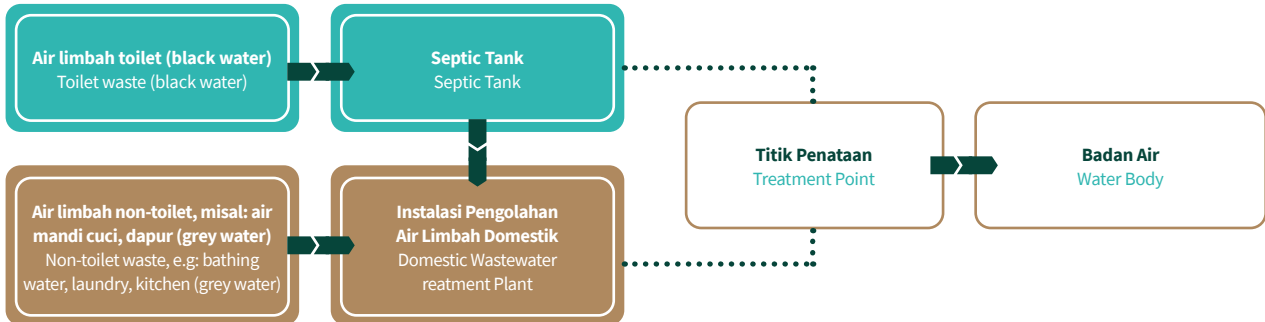 Air limbah toilet (black water)
Toilet waste (black water)
Septic Tank
Septic Tank
Air limbah non-toilet, misal: air
mandi cuci, dapur (grey water)
Non-toilet waste, e.g: bathing
water, laundry, kitchen (grey water)
Instalasi Pengolahan
Air Limbah Domestik
Domestic Wastewater
reatment Plant
Titik Penataan
Treatment Point
Badan Air
Water Body